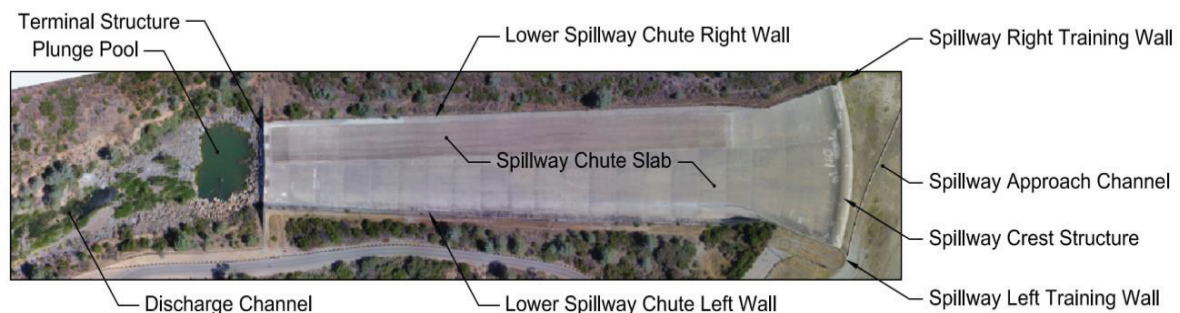 Terminal Structure
Plunge Pool
Lower Spillway Chute Right Wall
Spillway Right Training Wall
Spillway Chute Slab
Spillway Approach Channel
Spillway Crest Structure
Discharge Channel
Lower Spillway Chute Left Wall
Spillway Left Training Wall